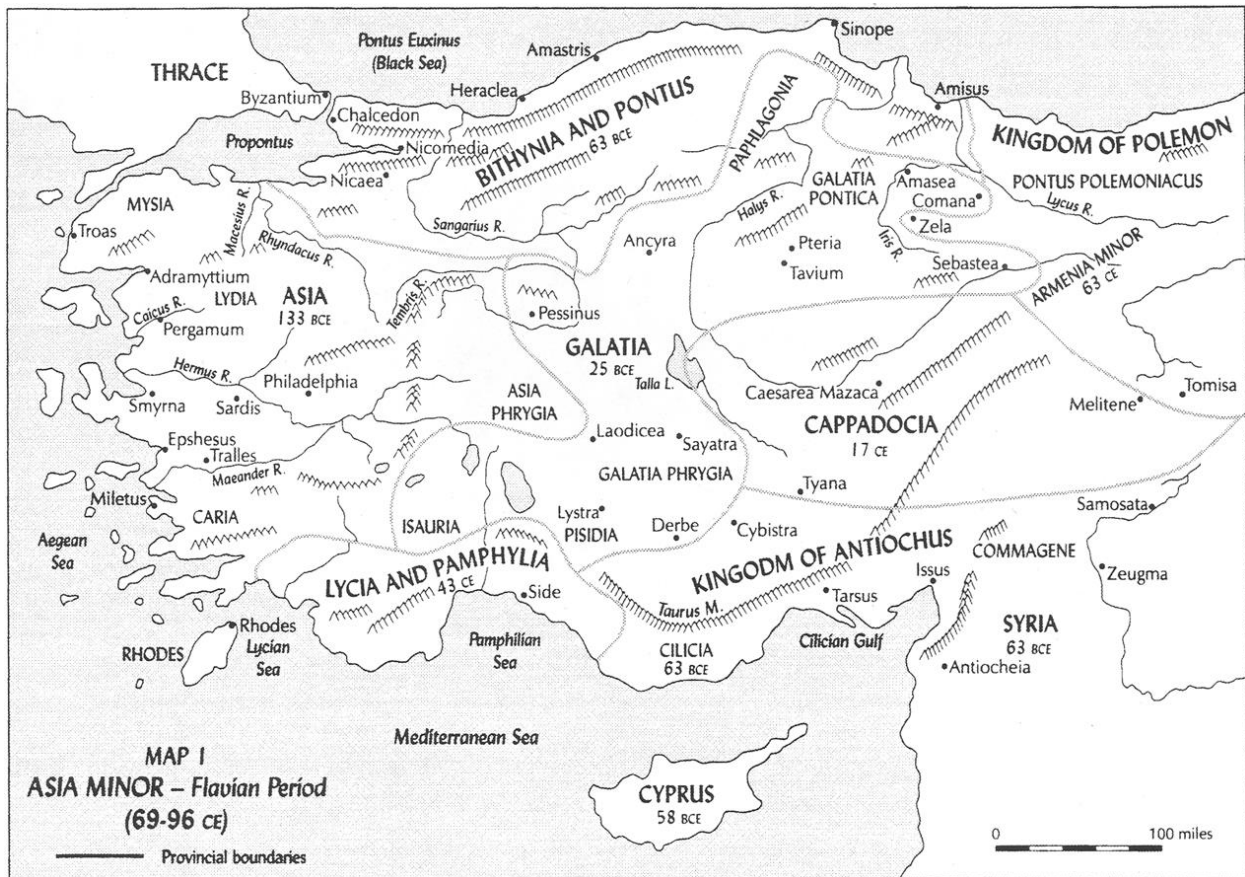 Pontus Euxinus
(Black Sea)
Sinope
Amastris
THRACE
Byzantium
Heraclea
Amisus
Chalcedon
BITHYNIA AND PONTUS
63 BCE
PAPHLAGONIA
KINGDOM OF POLEMON
Propontus
Nicomedia
Nicaea
GALATIA
PONTICA
Amasea
PONTUS POLEMONIACUS
MYSIA
Macesius R.
Halys R.
Comana
Lycus R.
Troas
Sangarius R.
Zela
Rhyndacus R.
Ancyra
Pteria
Iris R.
Tavium
Sebastea
ARMENIA MINOR
63 CE
Adramyttium
LYDIA
ASIA
133 BCE
Tembris R.
Caicus R.
Pergamum
Pessinus
GALATIA
25 BCE
Hermus R.
Philadelphia
Talla L.
Caesarea Mazaca
Tomisa
Smyrna
Sardis
ASIA
PHRYGIA
Melitene
CAPPADOCIA
17 CE
Laodicea
Sayatra
Epshesus
Tralles
GALATIA PHRYGIA
Maeander R.
Tyana
Miletus
Samosata
CARIA
ISAURIA
Lystra
PISIDIA
Derbe
Cybistra
Aegean
Sea
LYCIA AND PAMPHYLIA
43 CE
KINGODM OF ANTIOCHUS
COMMAGENE
Issus
Zeugma
Side
Taurus M.
Tarsus
Rhodes
RHODES
Lycian
Sea
Pamphilian
Sea
CILICIA
63 BCE
Cilician Gulf
SYRIA
63 BCE
Antiocheia
Mediterranean Sea
MAP 1
ASIA MINOR – Flavian Period
(69-96 CE)
CYPRUS
58 BCE
0 100 miles
Provincial boundaries